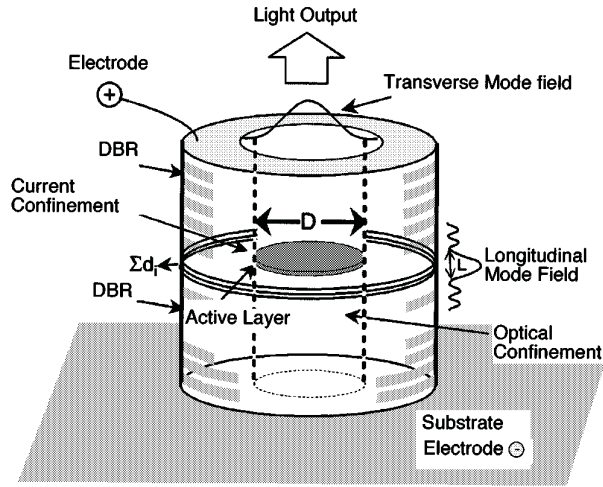 Light Output
Electrode
+
Transverse Mode field
DBR
Current
Confinement
D
Σdᵢ
L
Longitudinal
Mode Field
DBR
Active Layer
Optical
Confinement
Substrate
Electrode ⊖